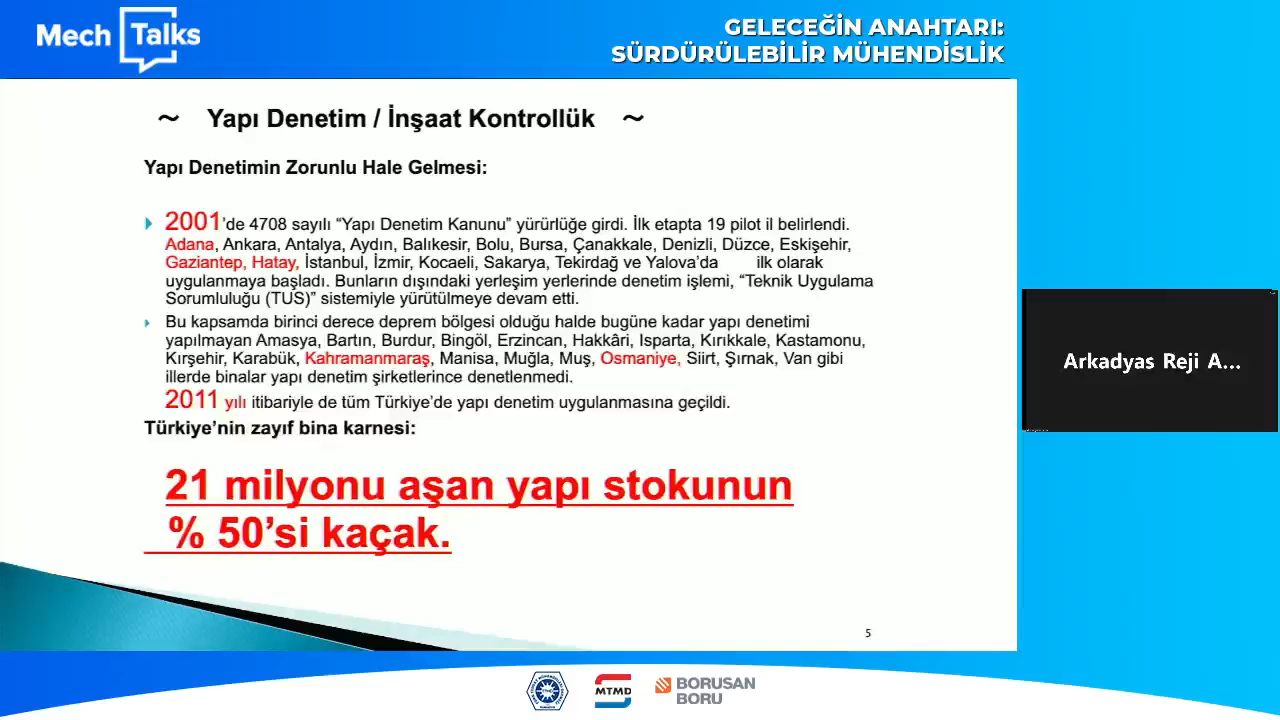 Mech Talks
GELECEĞİN ANAHTARI:
SÜRDÜRÜLEBİLİR MÜHENDİSLİK
~ Yapı Denetim / İnşaat Kontrollük ~
Yapı Denetimin Zorunlu Hale Gelmesi:
2001'de 4708 sayılı “Yapı Denetim Kanunu” yürürlüğe girdi. İlk etapta 19 pilot il belirlendi.
Adana, Ankara, Antalya, Aydın, Balıkesir, Bolu, Bursa, Çanakkale, Denizli, Düzce, Eskişehir,
Gaziantep, Hatay, İstanbul, İzmir, Kocaeli, Sakarya, Tekirdağ ve Yalova’da ilk olarak
uygulanmaya başladı. Bunların dışındaki yerleşim yerlerinde denetim işlemi, “Teknik Uygulama
Sorumluluğu (TUS)” sistemiyle yürütülmeye devam etti.
Bu kapsamda birinci derece deprem bölgesi olduğu halde bugüne kadar yapı denetimi
yapılmayan Amasya, Bartın, Burdur, Bingöl, Erzincan, Hakkâri, Isparta, Kırıkkale, Kastamonu,
Kırşehir, Karabük, Kahramanmaraş, Manisa, Muğla, Muş, Osmaniye, Siirt, Şırnak, Van gibi
illerde binalar yapı denetim şirketlerince denetlenmedi.
2011 yılı itibariyle de tüm Türkiye’de yapı denetim uygulanmasına geçildi.
Türkiye’nin zayıf bina karnesi:
21 milyonu aşan yapı stokunun
% 50’si kaçak.
5
Arkadyas Reji A...
MTMD
BORUSAN
BORU